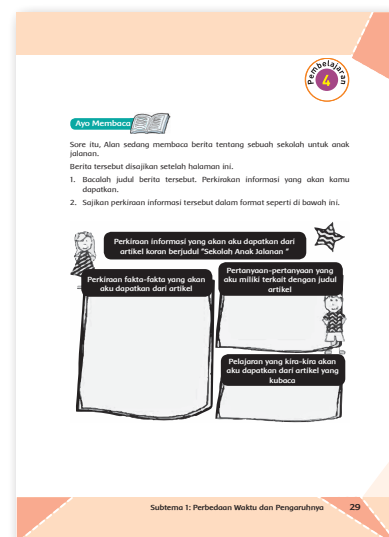 Pembelajaran
4
Ayo Membaca
Sore itu, Alan sedang membaca berita tentang sebuah sekolah untuk anak
jalanan.
Berita tersebut disajikan setelah halaman ini.
1. Bacalah judul berita tersebut. Perkirakan informasi yang akan kamu
dapatkan.
2. Sajikan perkiraan informasi tersebut dalam format seperti di bawah ini.
Perkiraan informasi yang akan aku dapatkan dari
artikel koran berjudul "Sekolah Anak Jalanan "
Perkiraan fakta-fakta yang akan
aku dapatkan dari artikel
Pertanyaan-pertanyaan yang
aku miliki terkait dengan judul
artikel
Pelajaran yang kira-kira akan
aku dapatkan dari artikel yang
kubaca
Subtema 1: Perbedaan Waktu dan Pengaruhnya 29